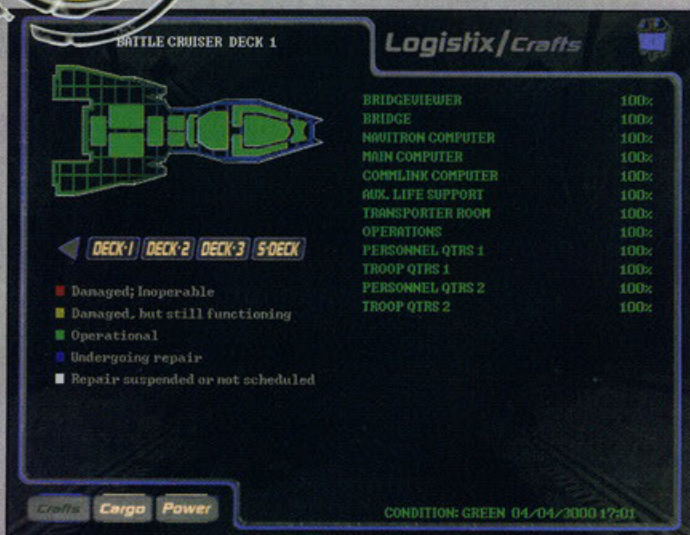 BATTLE CRUISER DECK 1
Logistix/Crafts
BRIDGEVIEWER 100%
BRIDGE 100%
NAVITRON COMPUTER 100%
MAIN COMPUTER 100%
COMMLINK COMPUTER 100%
AUX. LIFE SUPPORT 100%
TRANSPORTER ROOM 100%
OPERATIONS 100%
PERSONNEL QTRS 1 100%
TROOP QTRS 1 100%
PERSONNEL QTRS 2 100%
TROOP QTRS 2 100%
DECK·1 DECK·2 DECK·3 S·DECK
Damaged; Inoperable
Damaged, but still functioning
Operational
Undergoing repair
Repair suspended or not scheduled
Crafts Cargo Power
CONDITION: GREEN 04/04/3000 17:01